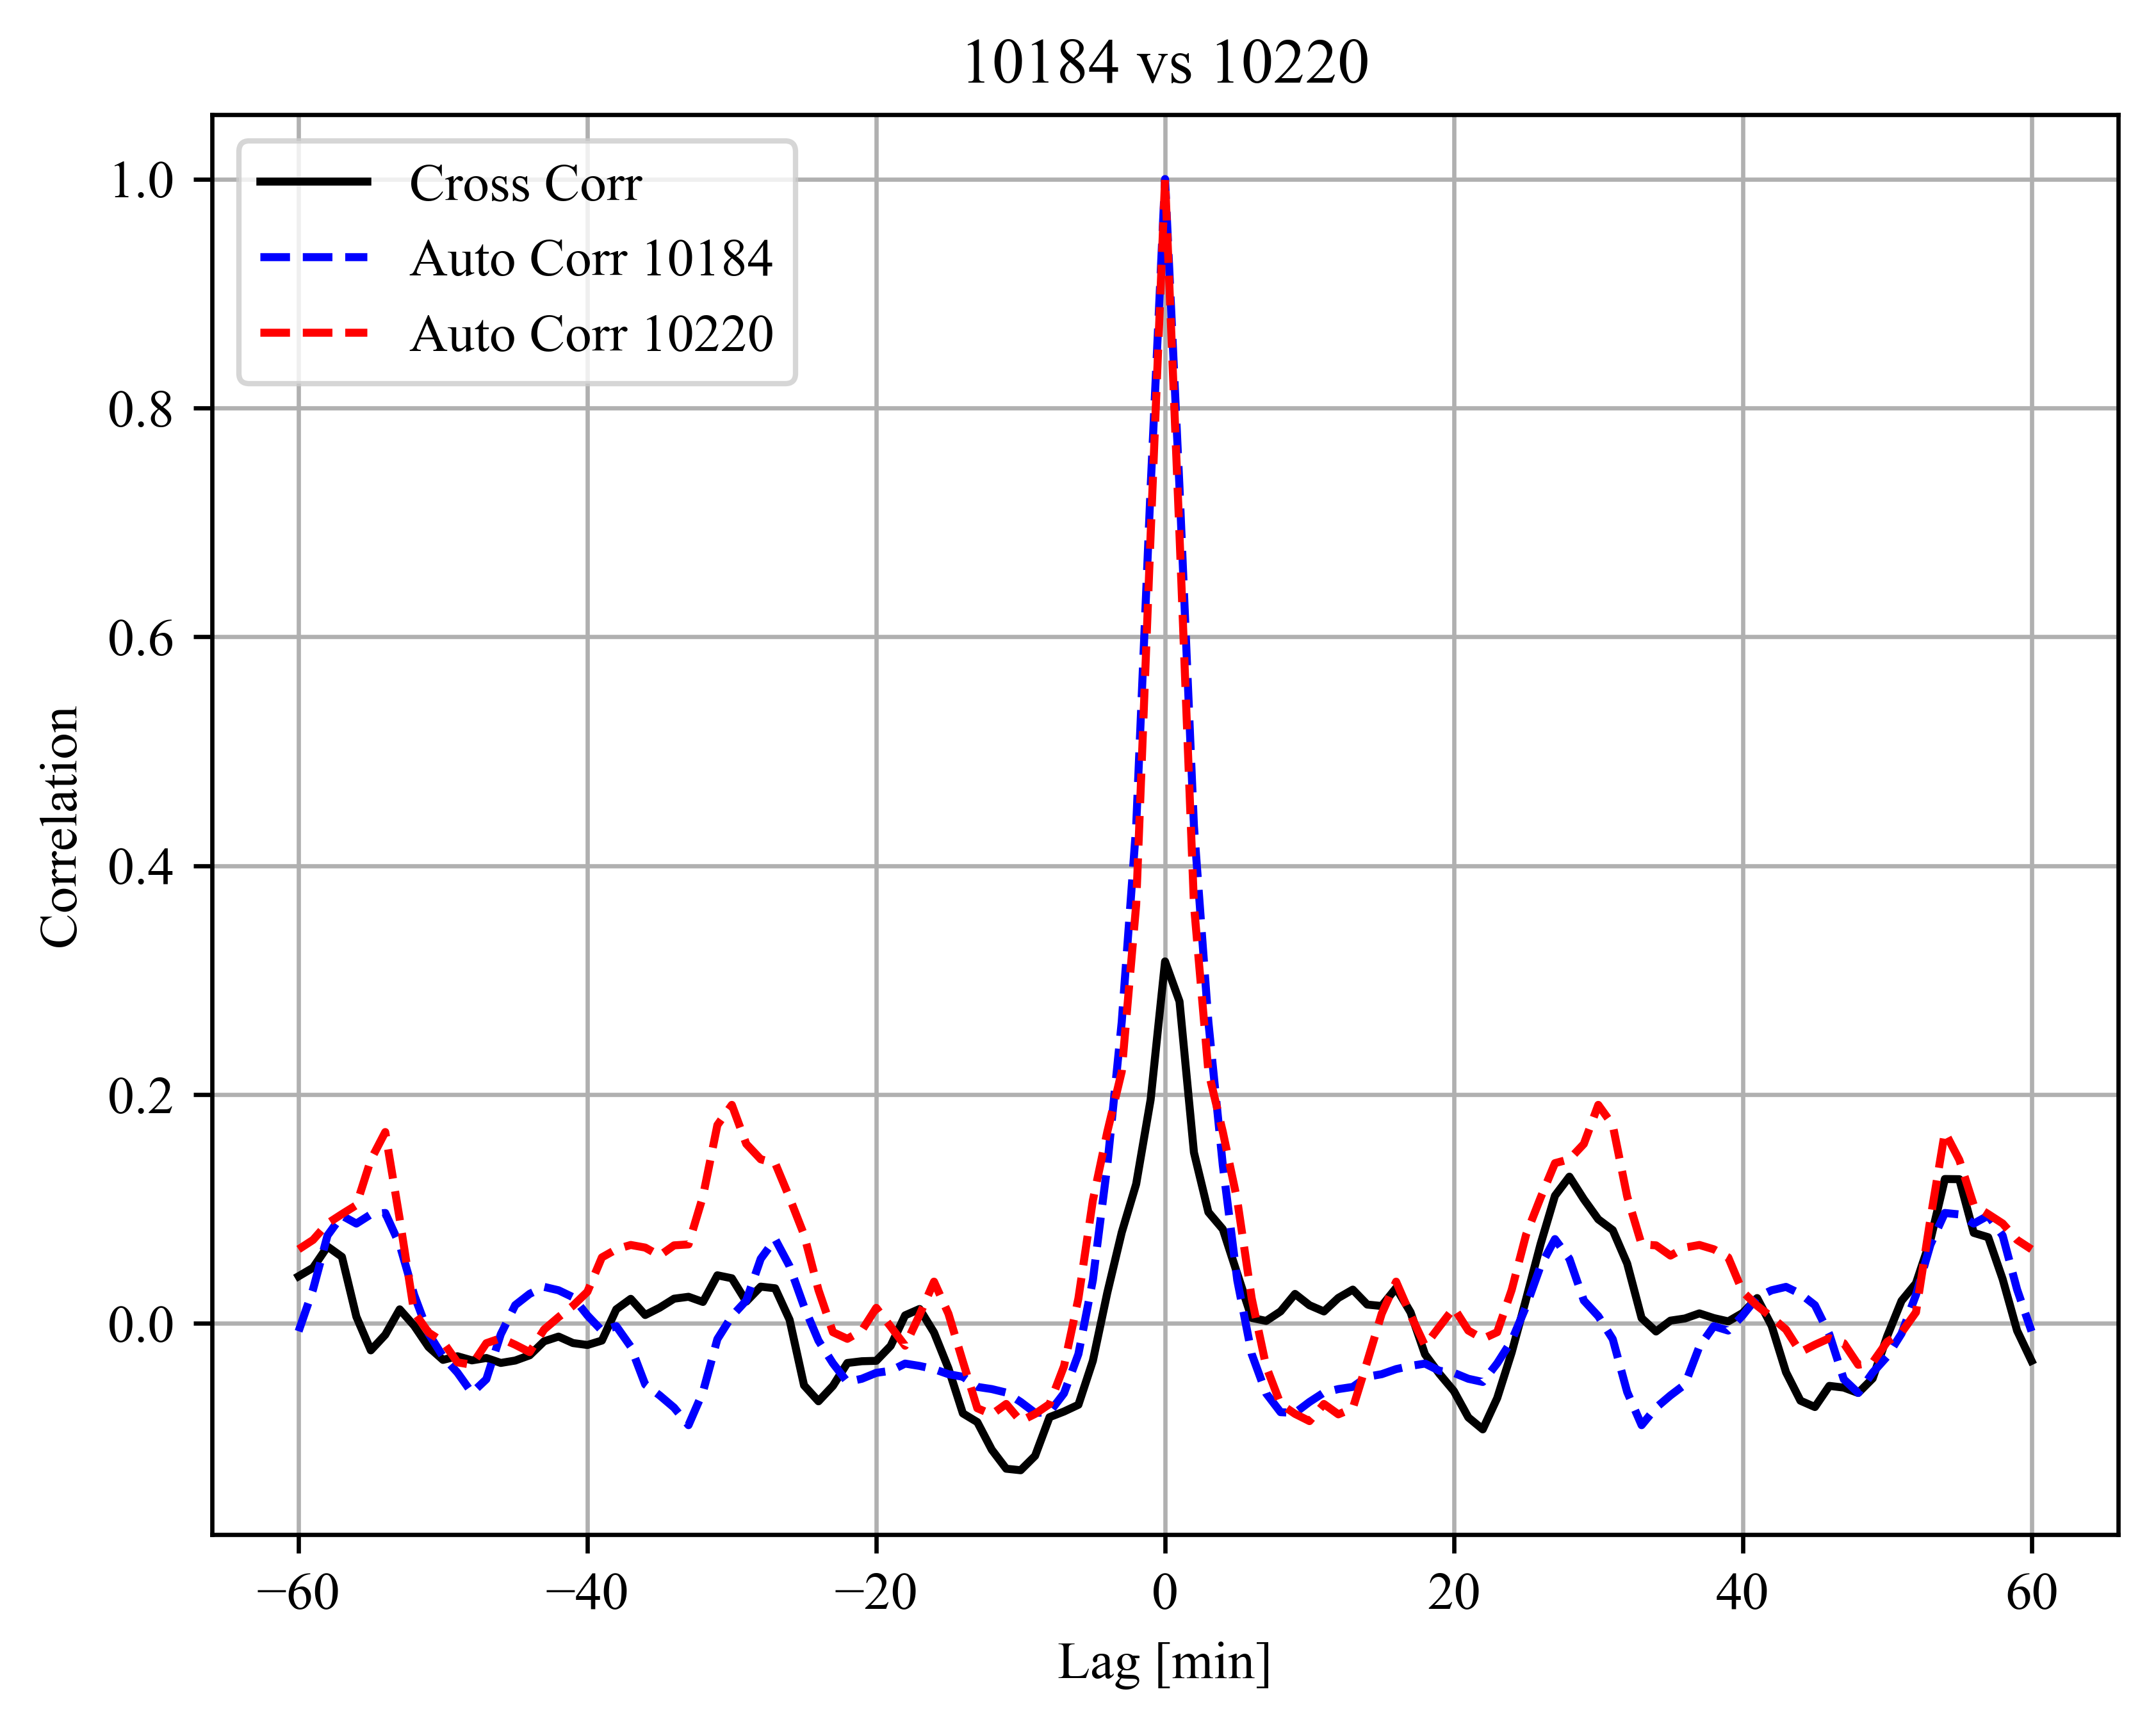 10184 vs 10220
Cross Corr
Auto Corr 10184
Auto Corr 10220
1.0
0.8
0.6
0.4
0.2
0.0
Correlation
−60
−40
−20
0
20
40
60
Lag [min]